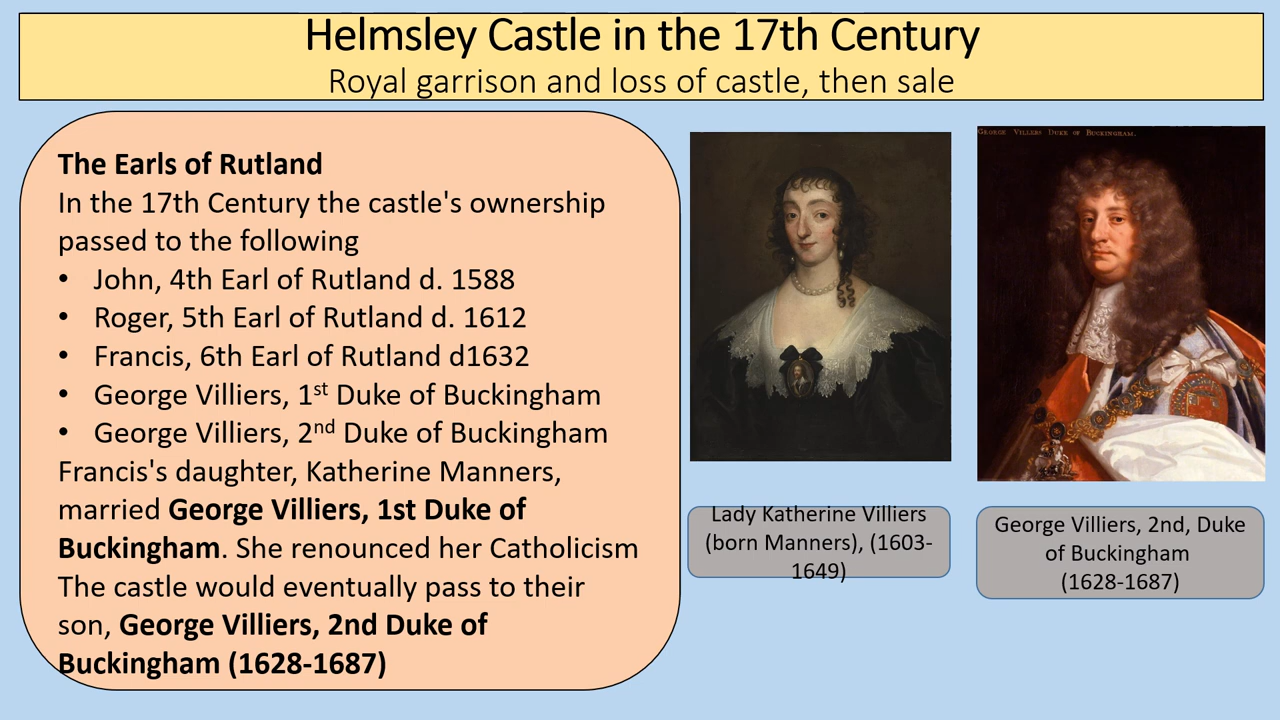 Helmsley Castle in the 17th Century
Royal garrison and loss of castle, then sale
The Earls of Rutland
In the 17th Century the castle's ownership
passed to the following
• John, 4th Earl of Rutland d. 1588
• Roger, 5th Earl of Rutland d. 1612
• Francis, 6th Earl of Rutland d1632
• George Villiers, 1st Duke of Buckingham
• George Villiers, 2nd Duke of Buckingham
Francis's daughter, Katherine Manners,
married George Villiers, 1st Duke of
Buckingham. She renounced her Catholicism
The castle would eventually pass to their
son, George Villiers, 2nd Duke of
Buckingham (1628-1687)
Lady Katherine Villiers
(born Manners), (1603-
1649)
GEORGE VILLERS DUKE OF BUCKINGHAM.
George Villiers, 2nd, Duke
of Buckingham
(1628-1687)